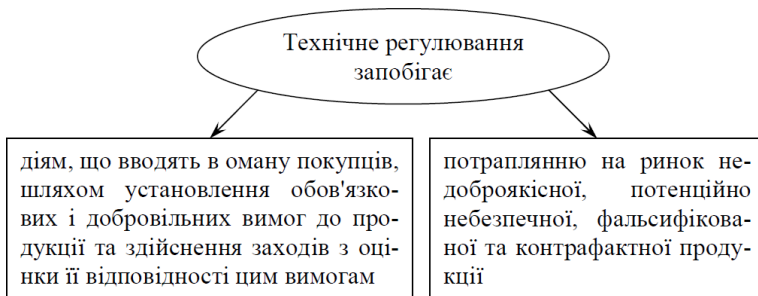 Технічне регулювання
запобігає
діям, що вводять в оману покупців,
шляхом установлення обов'язко-
вих і добровільних вимог до про-
дукції та здійснення заходів з оці-
нки її відповідності цим вимогам
потраплянню на ринок не-
доброякісної, потенційно
небезпечної, фальсифікова-
ної та контрафактної проду-
кції